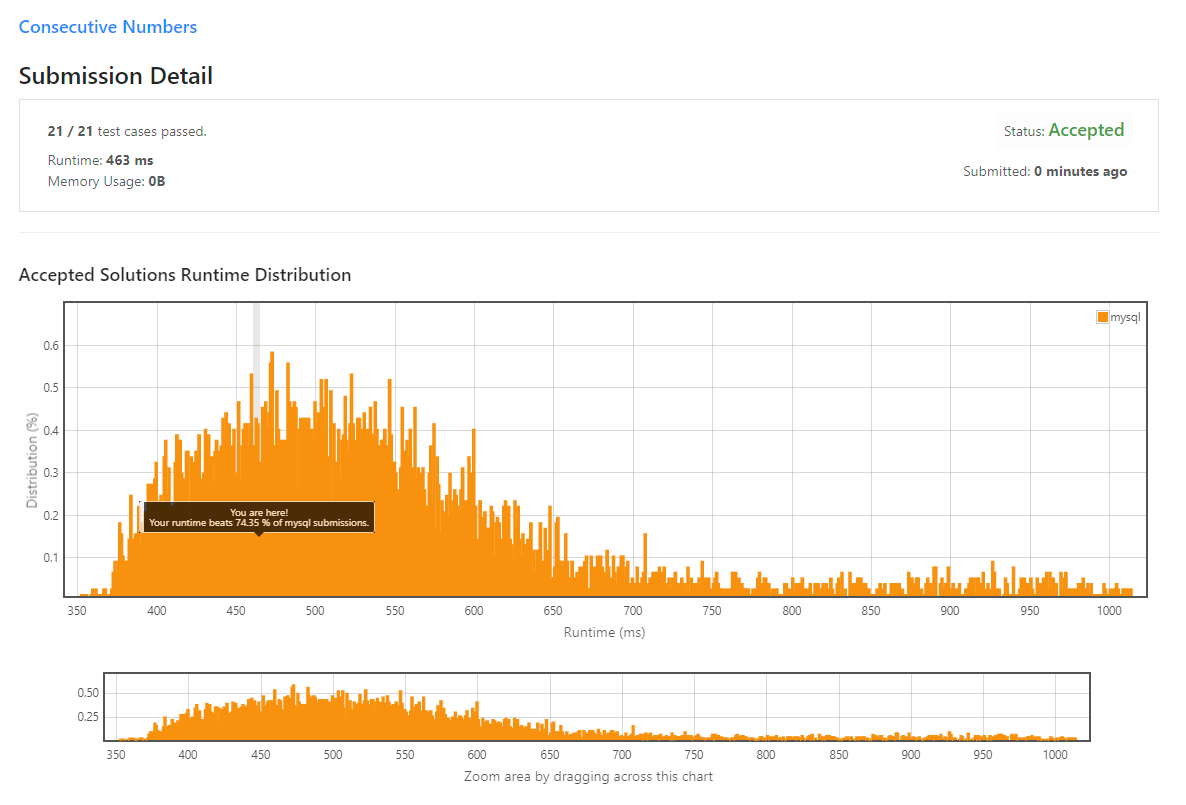 Consecutive Numbers
Submission Detail
21 / 21 test cases passed.
Status: Accepted
Runtime: 463 ms
Memory Usage: 0B
Submitted: 0 minutes ago
Accepted Solutions Runtime Distribution
mysql
0.6
0.5
0.4
0.3
0.2
0.1
Distribution (%)
You are here!
Your runtime beats 74.35 % of mysql submissions.
350 400 450 500 550 600 650 700 750 800 850 900 950 1000
Runtime (ms)
0.50
0.25
350 400 450 500 550 600 650 700 750 800 850 900 950 1000
Zoom area by dragging across this chart